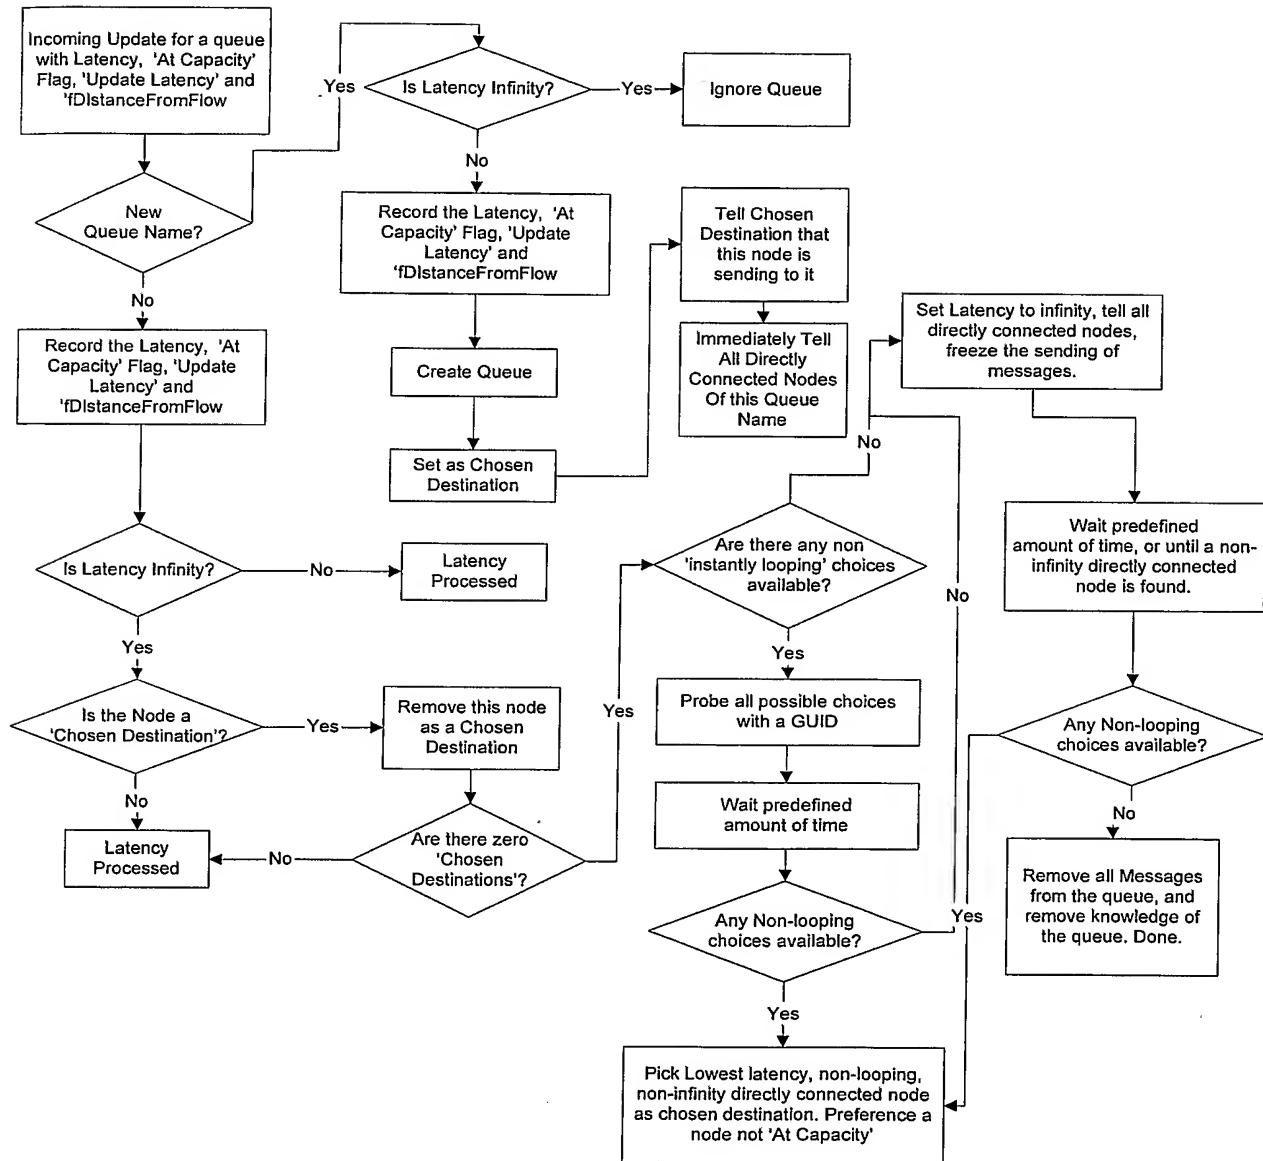 Incoming Update for a queue
with Latency, 'At Capacity'
Flag, 'Update Latency' and
'fDIstanceFromFlow
New
Queue Name?
Yes
No
Is Latency Infinity?
Yes
Ignore Queue
No
Record the Latency, 'At
Capacity' Flag, 'Update
Latency' and
'fDIstanceFromFlow
Create Queue
Set as Chosen
Destination
Tell Chosen
Destination that
this node is
sending to it
Immediately Tell
All Directly
Connected Nodes
Of this Queue
Name
Record the Latency, 'At
Capacity' Flag, 'Update
Latency' and
'fDIstanceFromFlow
Is Latency Infinity?
No
Latency
Processed
Yes
Is the Node a
'Chosen Destination'?
Yes
Remove this node
as a Chosen
Destination
No
Latency
Processed
No
Are there zero
'Chosen
Destinations'?
Yes
Are there any non
'instantly looping' choices
available?
No
Yes
Probe all possible choices
with a GUID
Wait predefined
amount of time
Any Non-looping
choices available?
No
Yes
Pick Lowest latency, non-looping,
non-infinity directly connected node
as chosen destination. Preference a
node not 'At Capacity'
Set Latency to infinity, tell all
directly connected nodes,
freeze the sending of
messages.
Wait predefined
amount of time, or until a non-
infinity directly connected
node is found.
Any Non-looping
choices available?
Yes
No
Remove all Messages
from the queue, and
remove knowledge of
the queue. Done.